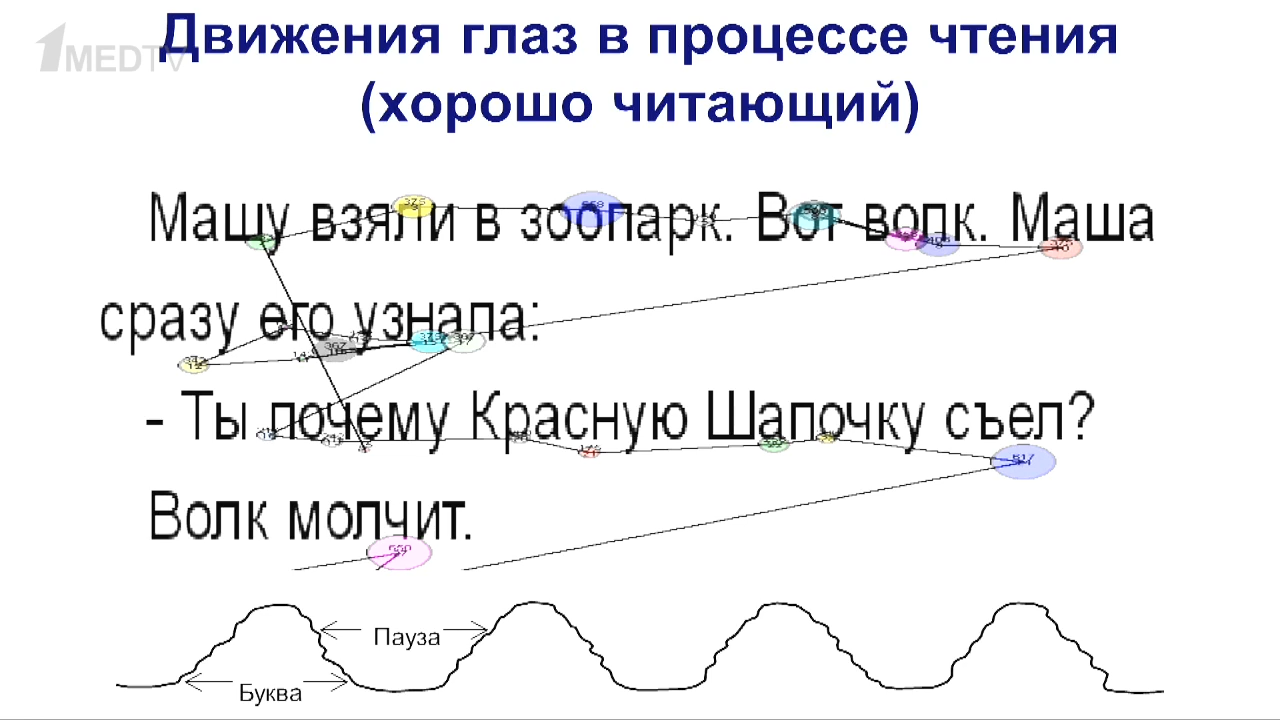 1MEDTV
Движения глаз в процессе чтения
(хорошо читающий)
Машу взяли в зоопарк. Вот волк. Маша
сразу его узнала:
- Ты почему Красную Шапочку съел?
Волк молчит.
Пауза
Буква